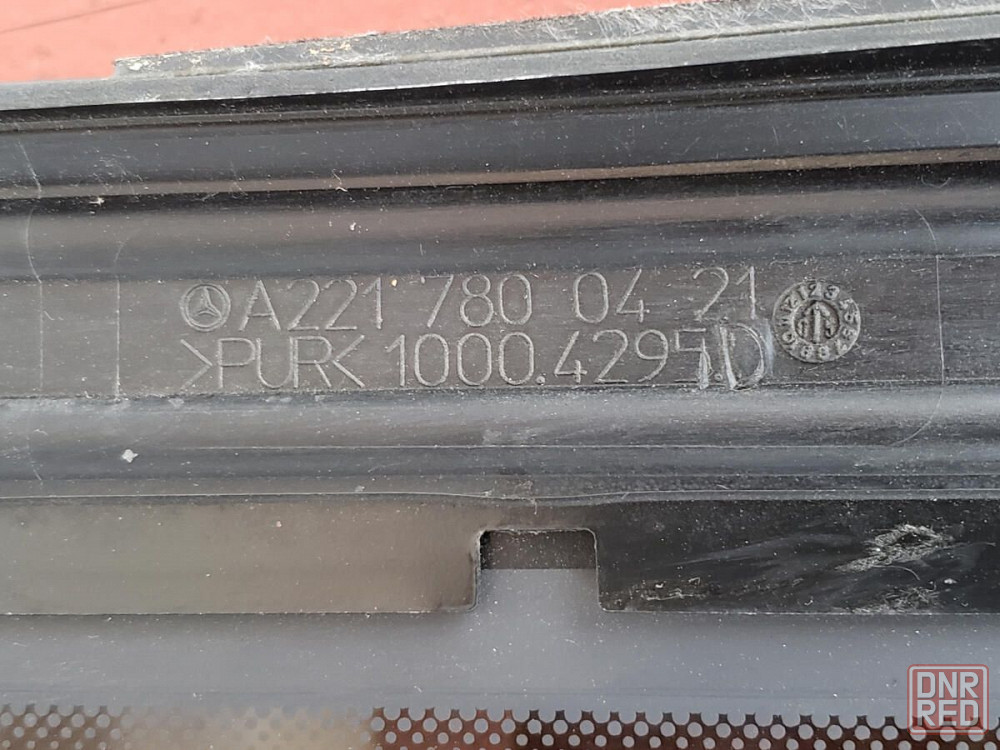 A221 780 04 21
>PUR< 1000.4295.D
DNR
RED